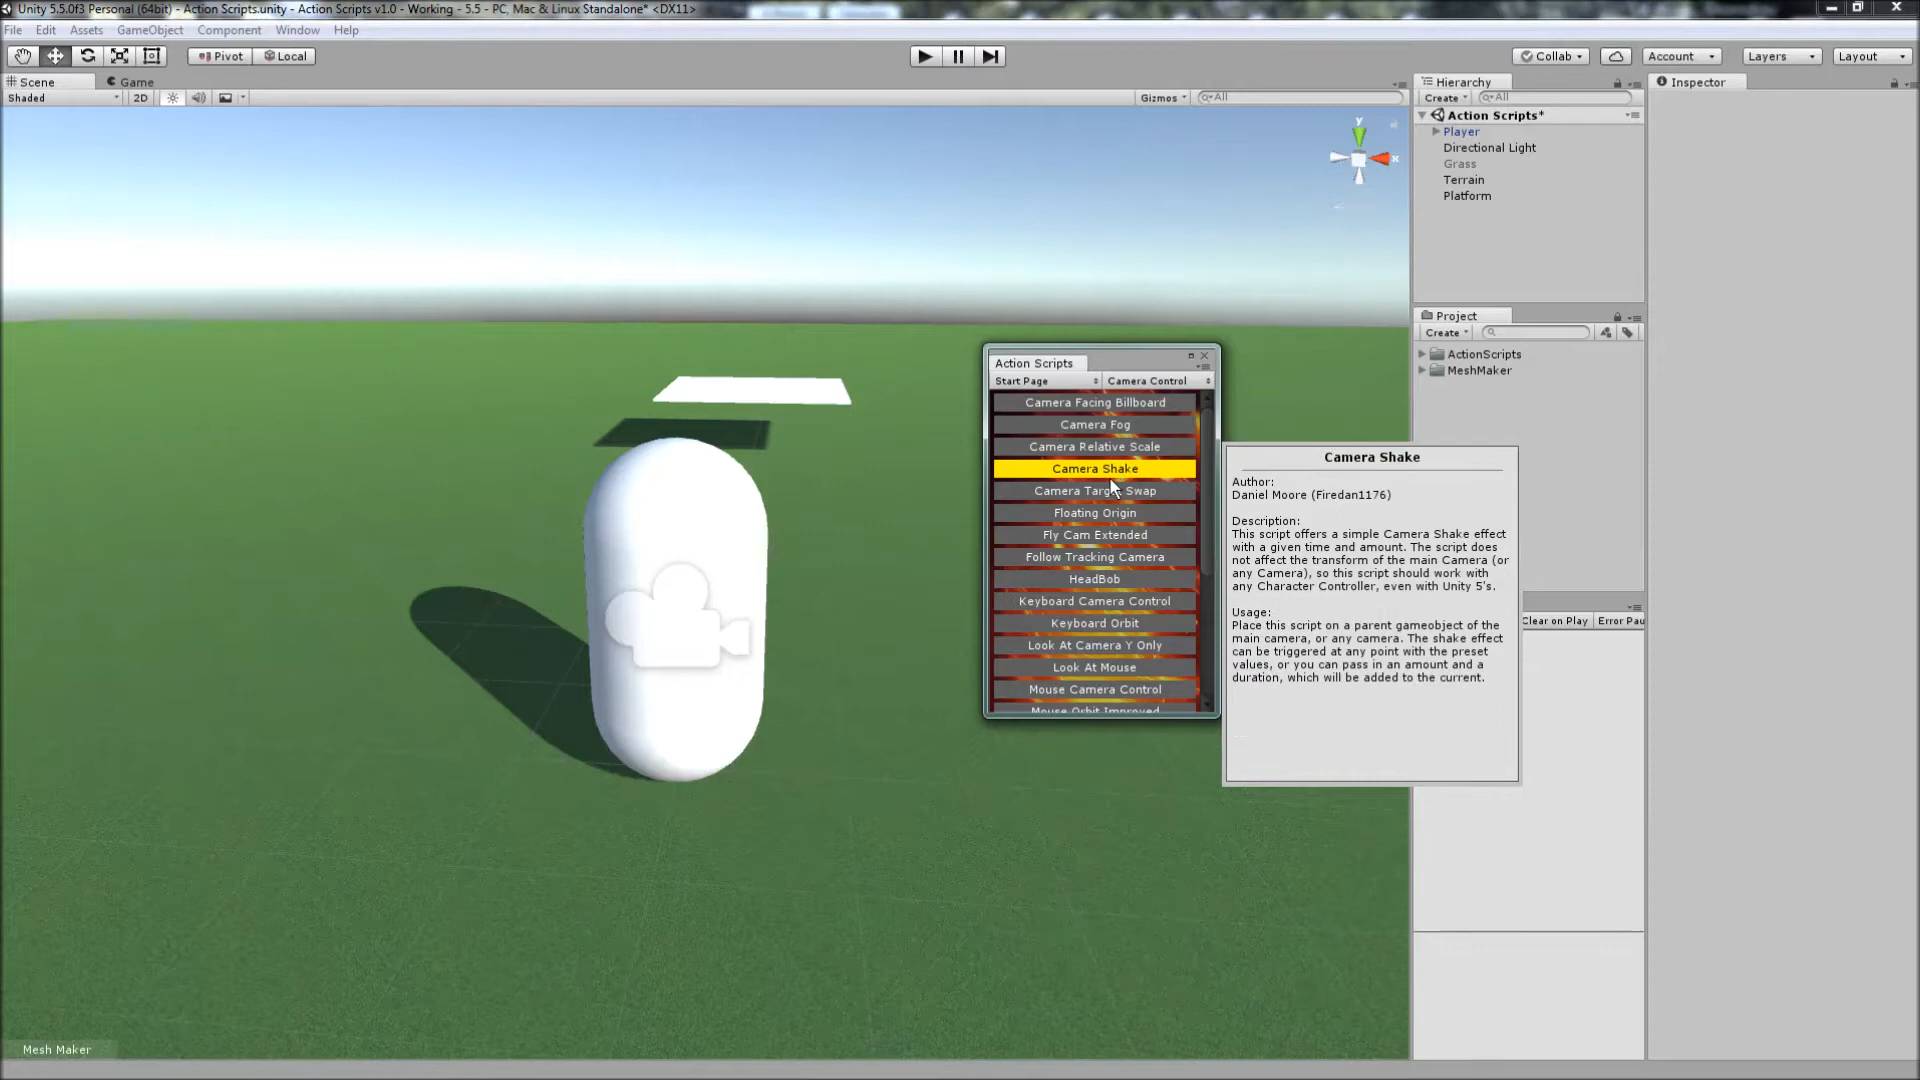 Unity 5.5.0f3 Personal (64bit) - Action Scripts.unity - Action Scripts v1.0 - Working - 5.5 - PC, Mac & Linux Standalone* <DX11>
File Edit Assets GameObject Component Window Help
Pivot Local Collab Account Layers Layout
Scene Game
Shaded 2D Gizmos All
y
x
Hierarchy
Create All
Action Scripts*
Player
Directional Light
Grass
Terrain
Platform
Inspector
Project
Create
ActionScripts
MeshMaker
Clear on Play Error Pau
Action Scripts
Start Page Camera Control
Camera Facing Billboard
Camera Fog
Camera Relative Scale
Camera Shake
Camera Target Swap
Floating Origin
Fly Cam Extended
Follow Tracking Camera
HeadBob
Keyboard Camera Control
Keyboard Orbit
Look At Camera Y Only
Look At Mouse
Mouse Camera Control
Mouse Orbit Improved
Camera Shake
Author:
Daniel Moore (Firedan1176)
Description:
This script offers a simple Camera Shake effect
with a given time and amount. The script does
not affect the transform of the main Camera (or
any Camera), so this script should work with
any Character Controller, even with Unity 5's.
Usage:
Place this script on a parent gameobject of the
main camera, or any camera. The shake effect
can be triggered at any point with the preset
values, or you can pass in an amount and a
duration, which will be added to the current.
Mesh Maker